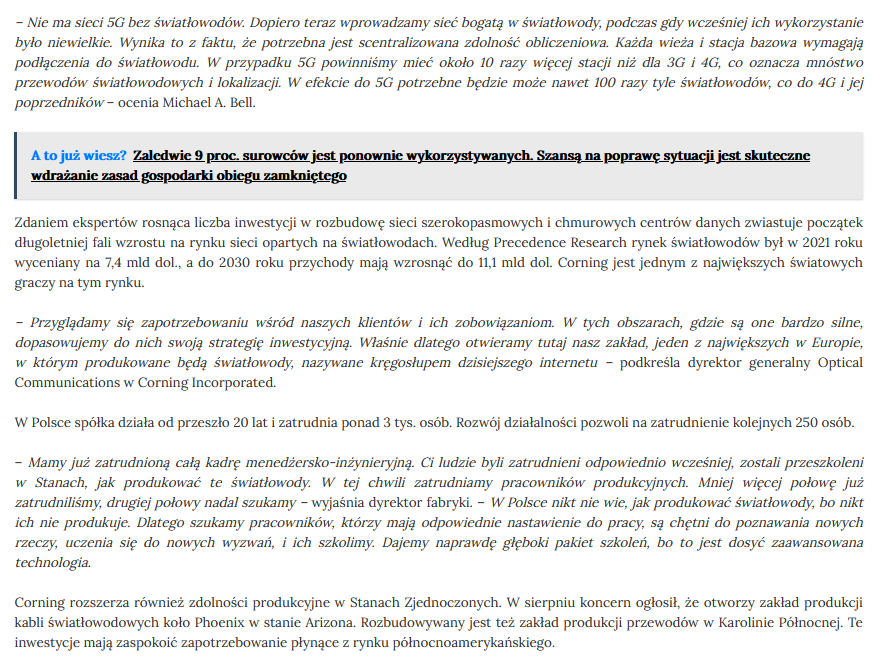 – Nie ma sieci 5G bez światłowodów. Dopiero teraz wprowadzamy sieć bogatą w światłowody, podczas gdy wcześniej ich wykorzystanie
było niewielkie. Wynika to z faktu, że potrzebna jest scentralizowana zdolność obliczeniowa. Każda wieża i stacja bazowa wymagają
podłączenia do światłowodu. W przypadku 5G powinniśmy mieć około 10 razy więcej stacji niż dla 3G i 4G, co oznacza mnóstwo
przewodów światłowodowych i lokalizacji. W efekcie do 5G potrzebne będzie może nawet 100 razy tyle światłowodów, co do 4G i jej
poprzedników – ocenia Michael A. Bell.
A to już wiesz? Zaledwie 9 proc. surowców jest ponownie wykorzystywanych. Szansą na poprawę sytuacji jest skuteczne
wdrażanie zasad gospodarki obiegu zamkniętego
Zdaniem ekspertów rosnąca liczba inwestycji w rozbudowę sieci szerokopasmowych i chmurowych centrów danych zwiastuje początek
długoletniej fali wzrostu na rynku sieci opartych na światłowodach. Według Precedence Research rynek światłowodów był w 2021 roku
wyceniany na 7,4 mld dol., a do 2030 roku przychody mają wzrosnąć do 11,1 mld dol. Corning jest jednym z największych światowych
graczy na tym rynku.
– Przyglądamy się zapotrzebowaniu wśród naszych klientów i ich zobowiązaniom. W tych obszarach, gdzie są one bardzo silne,
dopasowujemy do nich swoją strategię inwestycyjną. Właśnie dlatego otwieramy tutaj nasz zakład, jeden z największych w Europie,
w którym produkowane będą światłowody, nazywane kręgosłupem dzisiejszego internetu – podkreśla dyrektor generalny Optical
Communications w Corning Incorporated.
W Polsce spółka działa od przeszło 20 lat i zatrudnia ponad 3 tys. osób. Rozwój działalności pozwoli na zatrudnienie kolejnych 250 osób.
– Mamy już zatrudnioną całą kadrę menedżersko-inżynieryjną. Ci ludzie byli zatrudnieni odpowiednio wcześniej, zostali przeszkoleni
w Stanach, jak produkować te światłowody. W tej chwili zatrudniamy pracowników produkcyjnych. Mniej więcej połowę już
zatrudniliśmy, drugiej połowy nadal szukamy – wyjaśnia dyrektor fabryki. – W Polsce nikt nie wie, jak produkować światłowody, bo nikt
ich nie produkuje. Dlatego szukamy pracowników, którzy mają odpowiednie nastawienie do pracy, są chętni do poznawania nowych
rzeczy, uczenia się do nowych wyzwań, i ich szkolimy. Dajemy naprawdę głęboki pakiet szkoleń, bo to jest dosyć zaawansowana
technologia.
Corning rozszerza również zdolności produkcyjne w Stanach Zjednoczonych. W sierpniu koncern ogłosił, że otworzy zakład produkcji
kabli światłowodowych koło Phoenix w stanie Arizona. Rozbudowywany jest też zakład produkcji przewodów w Karolinie Północnej. Te
inwestycje mają zaspokoić zapotrzebowanie płynące z rynku północnoamerykańskiego.